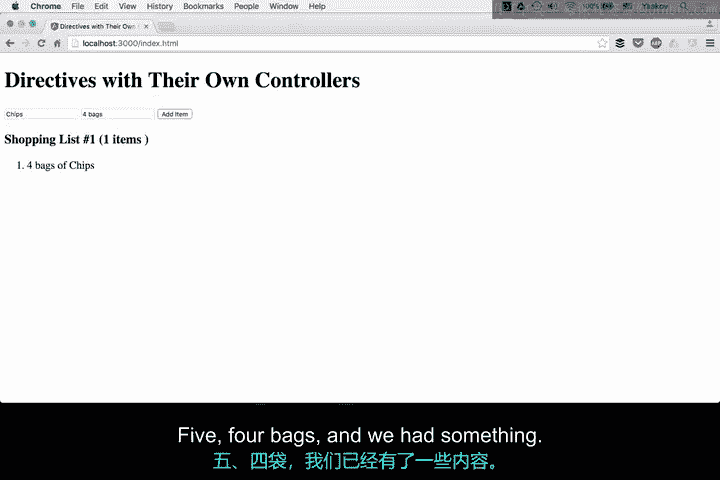 Chrome File Edit View History Bookmarks People Window Help 100% Yaakov
Directives with Their Own
localhost:3000/index.html
Directives with Their Own Controllers
Chips 4 bags Add Item
Shopping List #1 (1 items )
1. 4 bags of Chips
Five, four bags, and we had something.
五、四袋，我们已经有了一些内容。